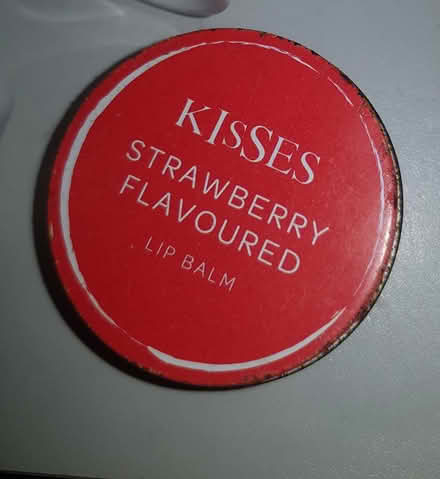 KISSES
STRAWBERRY
FLAVOURED
LIP BALM